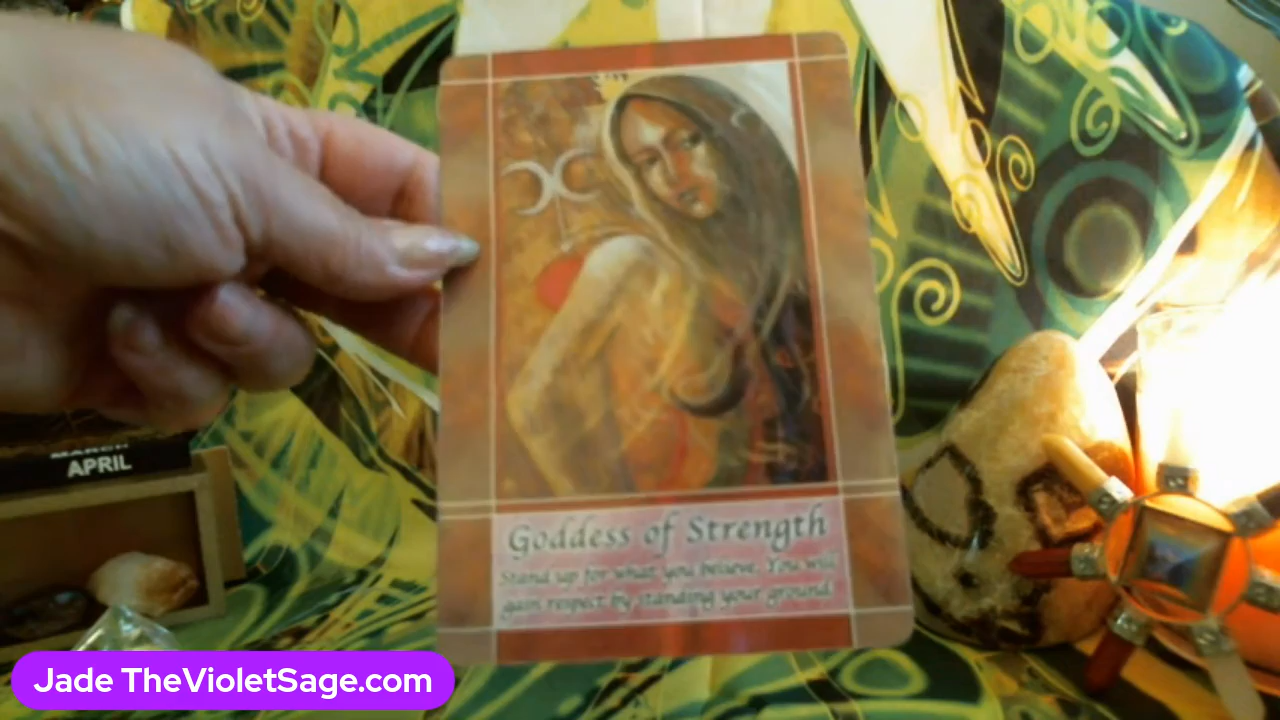 MARCH
APRIL
Goddess of Strength
Stand up for what you believe. You will
gain respect by standing your ground.
Jade TheVioletSage.com